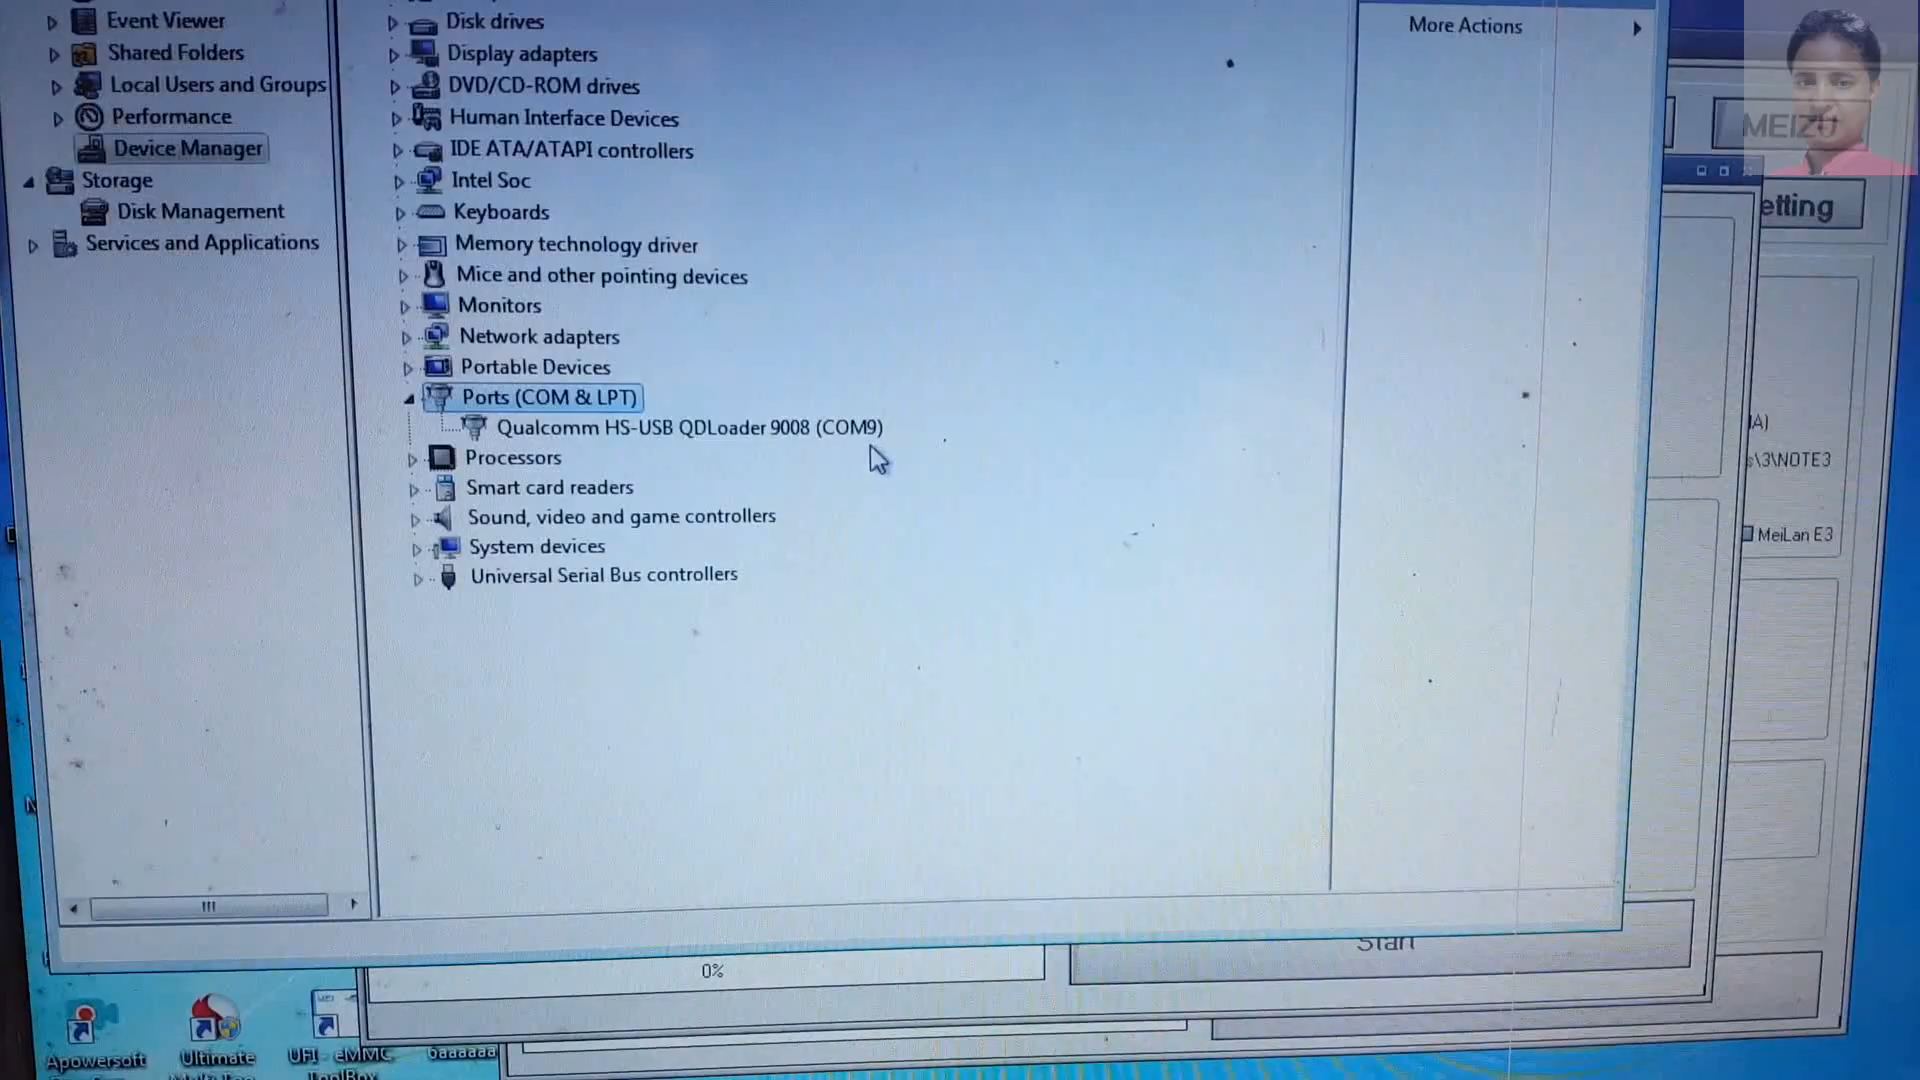 Event Viewer
Shared Folders
Local Users and Groups
Performance
Device Manager
Storage
Disk Management
Services and Applications
Disk drives
Display adapters
DVD/CD-ROM drives
Human Interface Devices
IDE ATA/ATAPI controllers
Intel Soc
Keyboards
Memory technology driver
Mice and other pointing devices
Monitors
Network adapters
Portable Devices
Ports (COM & LPT)
Qualcomm HS-USB QDLoader 9008 (COM9)
Processors
Smart card readers
Sound, video and game controllers
System devices
Universal Serial Bus controllers
More Actions
MEIZU
etting
s\3\NOTE3
MeiLan E3
0%
Start
Apowersoft
Ultimate
UFI - eMMC
ToolBox
6aaaaaa